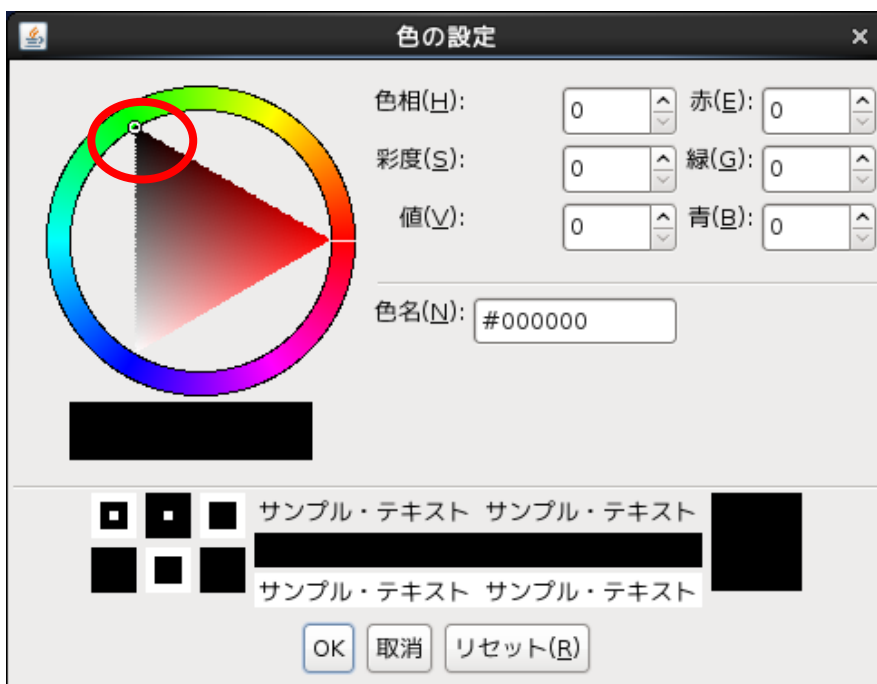 色の設定
色相(H): 0 赤(E): 0
彩度(S): 0 緑(G): 0
値(V): 0 青(B): 0
色名(N): #000000
サンプル・テキスト サンプル・テキスト
サンプル・テキスト サンプル・テキスト
OK 取消 リセット(R)